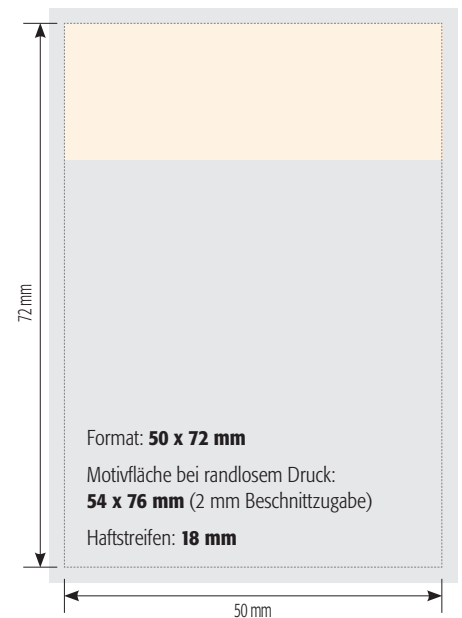 72 mm
Format: 50 x 72 mm
Motivfläche bei randlosem Druck:
54 x 76 mm (2 mm Beschnittzugabe)
Haftstreifen: 18 mm
50 mm